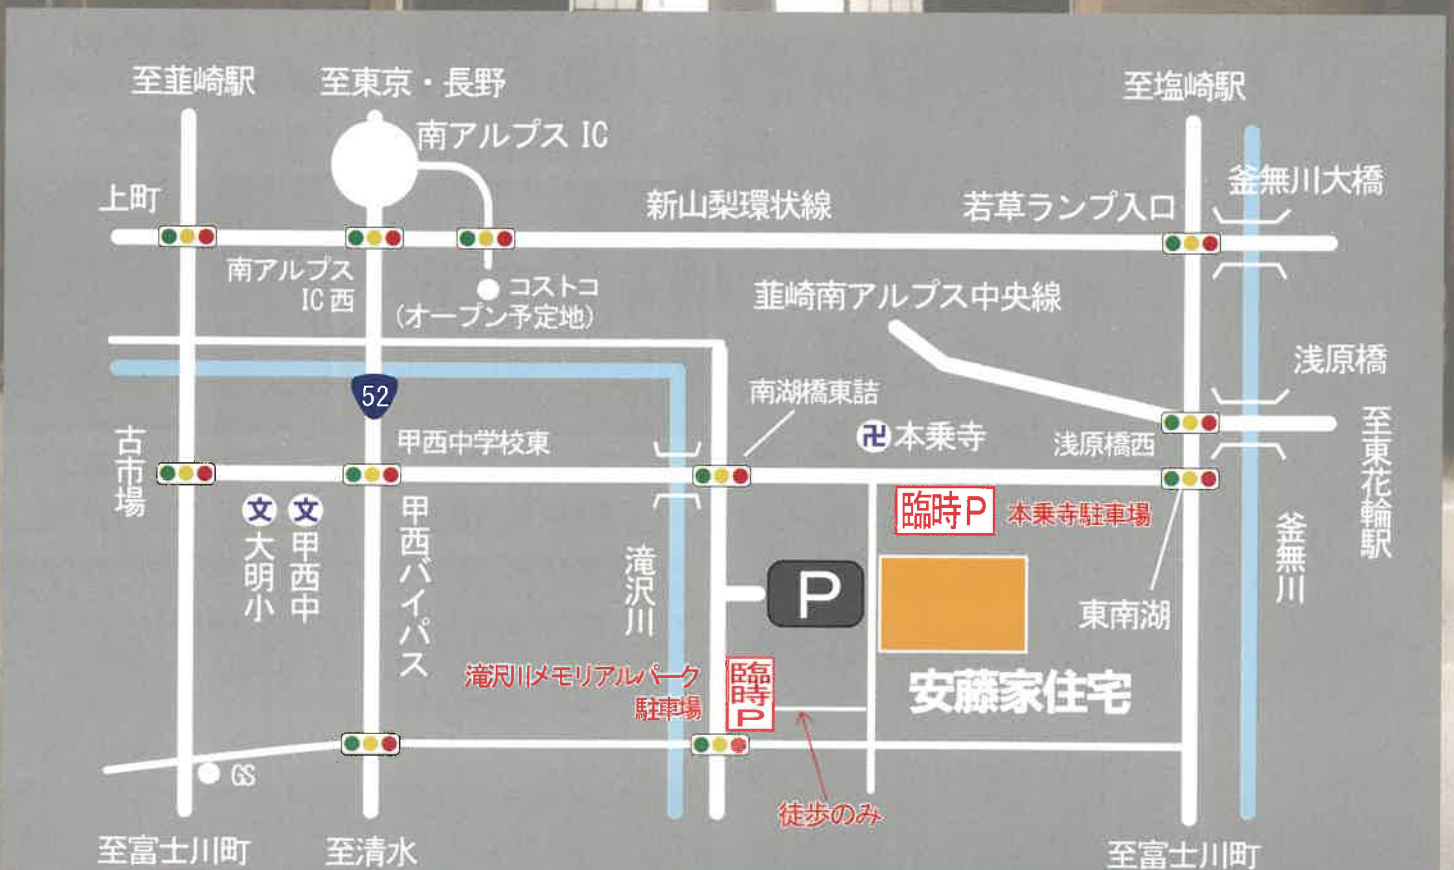 至韮崎駅
至東京・長野
至塩崎駅
南アルプス IC
釜無川大橋
上町
新山梨環状線
若草ランプ入口
南アルプス
IC 西
コストコ
(オープン予定地)
韮崎南アルプス中央線
浅原橋
52
南湖橋東詰
古市場
甲西中学校東
卍 本乗寺
浅原橋西
至東花輪駅
文 大明小
文 甲西中
甲西バイパス
臨時P
本乗寺駐車場
滝沢川
P
東南湖
釜無川
滝沢川メモリアルパーク
駐車場
臨時P
安藤家住宅
GS
徒歩のみ
至富士川町
至清水
至富士川町